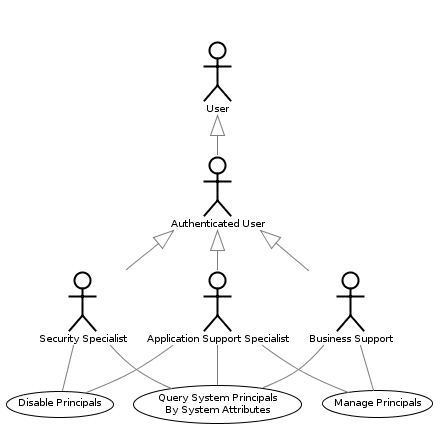 User
Authenticated User
Security Specialist
Application Support Specialist
Business Support
Disable Principals
Query System Principals
By System Attributes
Manage Principals